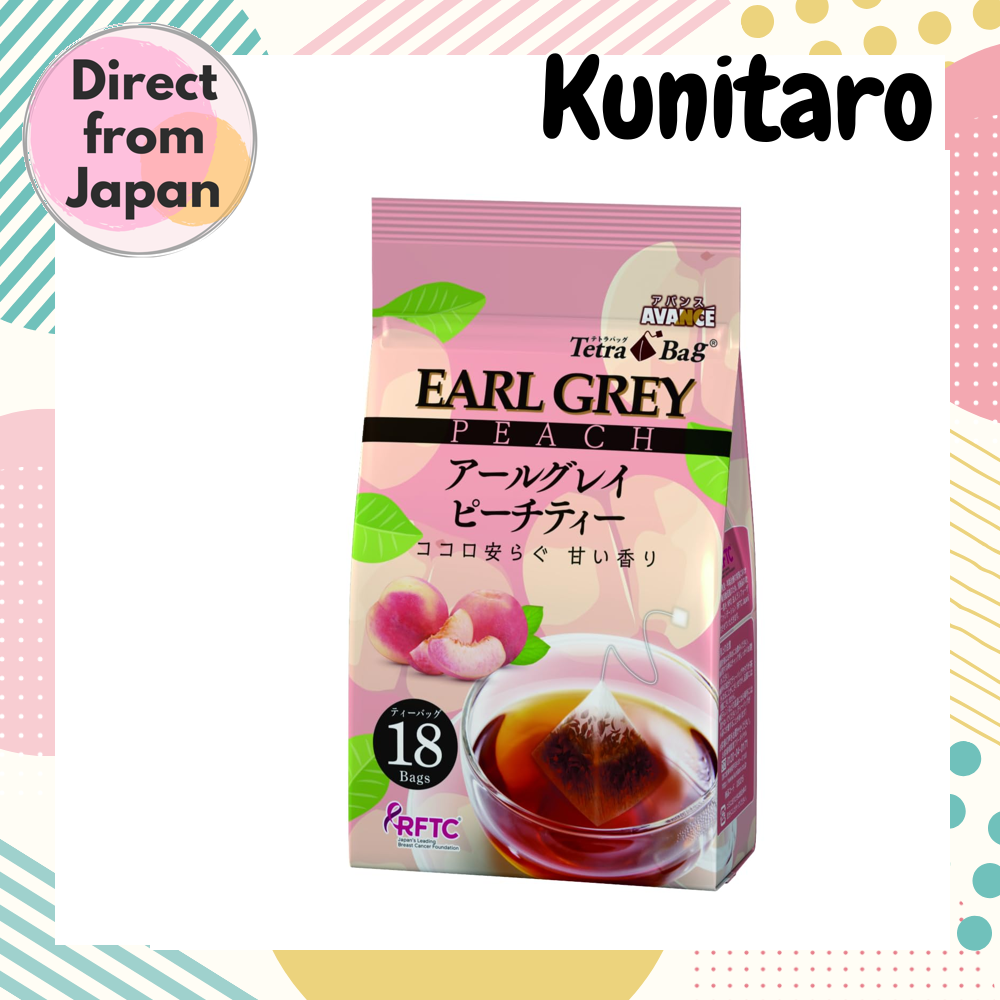 Direct
from
Japan
Kunitaro
アバンス
AVANCE
テトラバッグ
Tetra Bag®
EARL GREY
PEACH
アールグレイ
ピーチティー
ココロ安らぐ 甘い香り
ティーバッグ
18
Bags
RFTC
Japan's Leading
Breast Cancer Foundation
RFTC